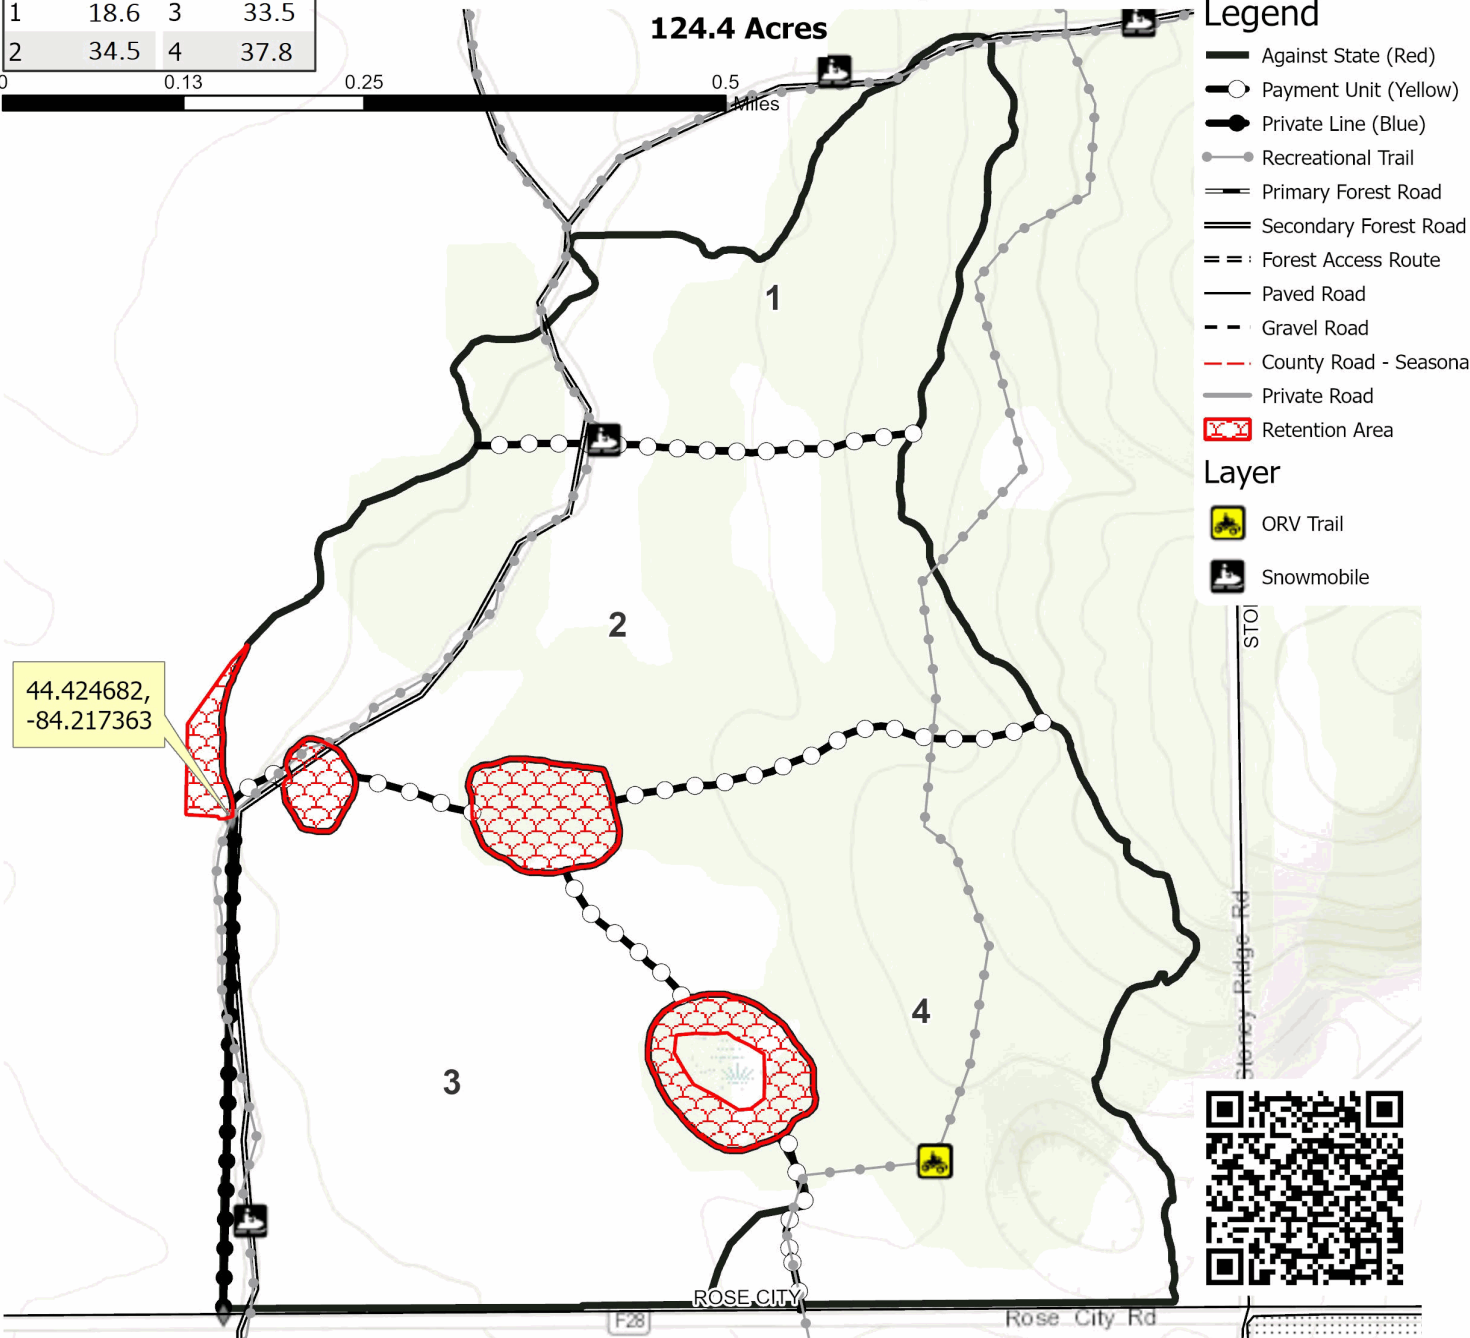 1 18.6 3 33.5
2 34.5 4 37.8
124.4 Acres
0 0.13 0.25 0.5
Miles
Legend
Against State (Red)
Payment Unit (Yellow)
Private Line (Blue)
Recreational Trail
Primary Forest Road
Secondary Forest Road
Forest Access Route
Paved Road
Gravel Road
County Road - Seasona
Private Road
Retention Area
Layer
ORV Trail
Snowmobile
1
2
STO
44.424682,
-84.217363
Stoney Ridge Rd
4
3
ROSE CITY
F28
Rose City Rd